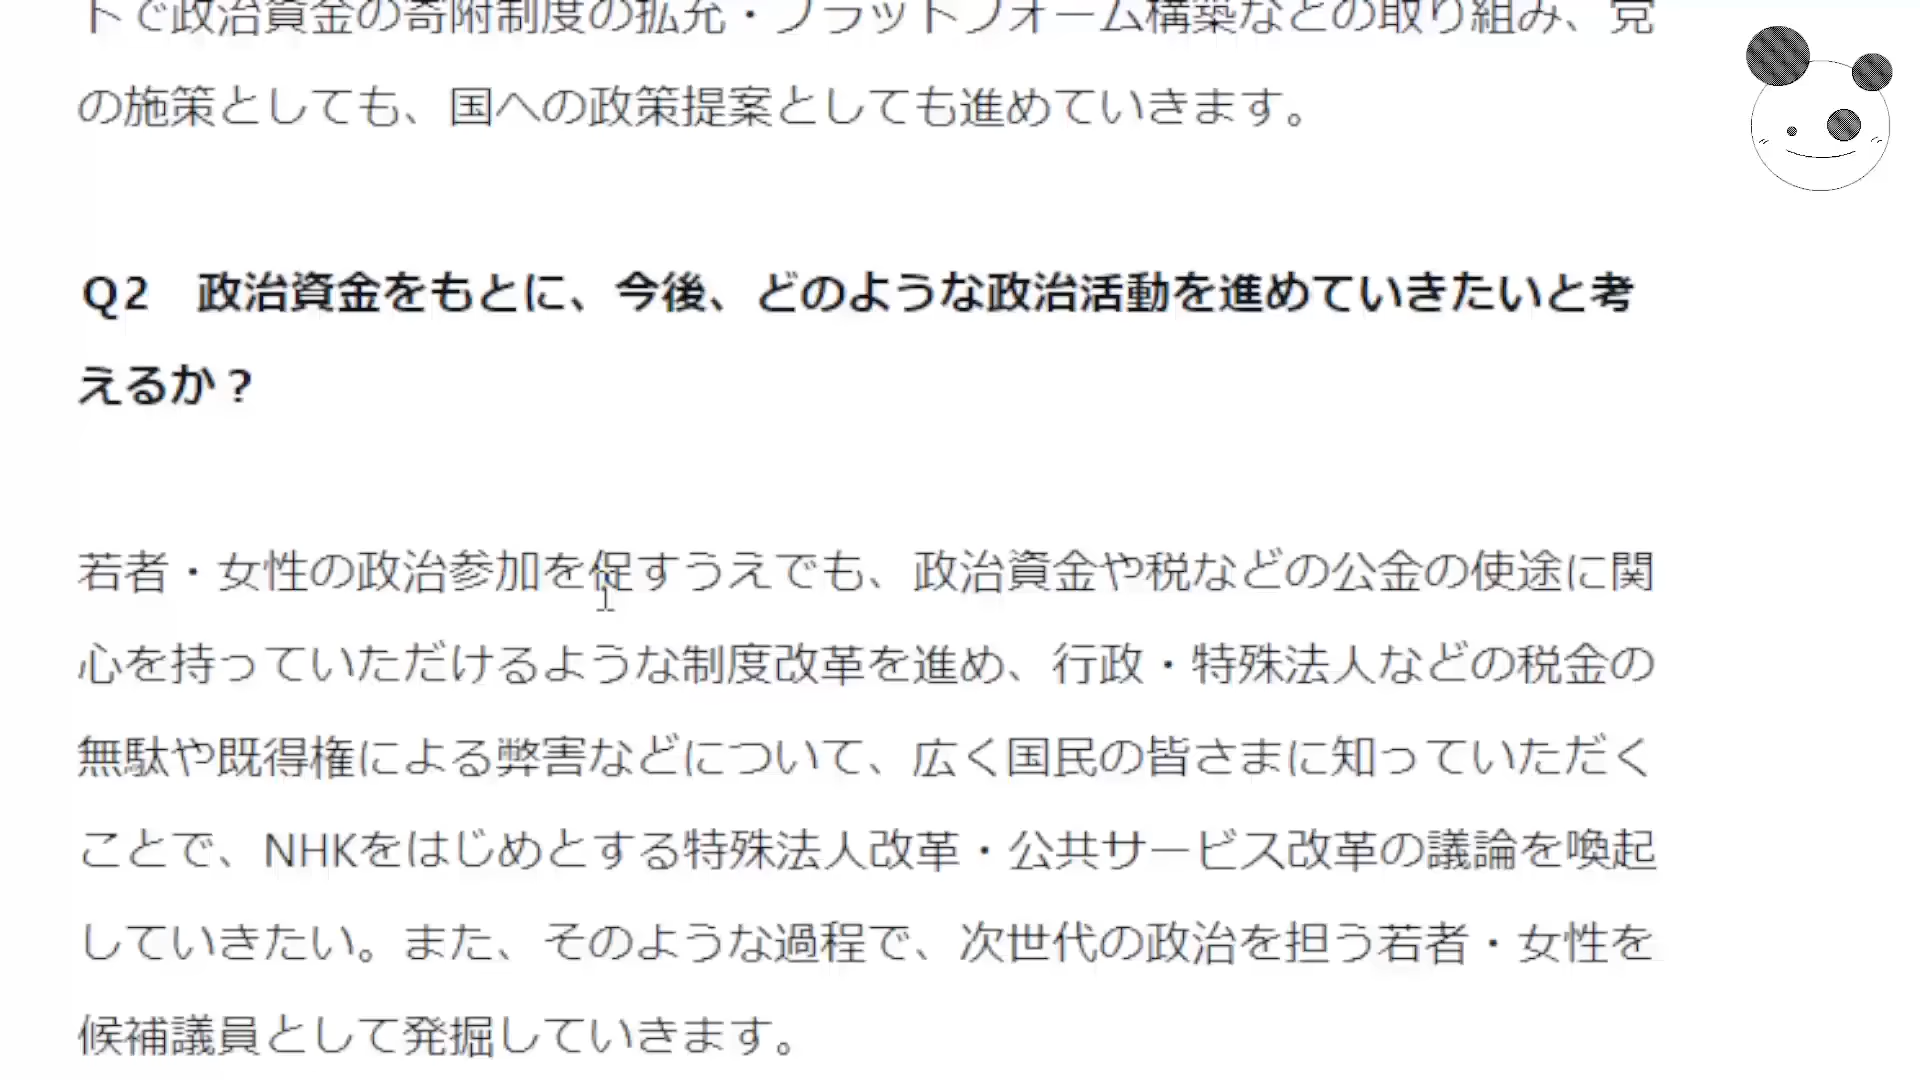 トで政治資金の寄附制度の拡充・プラットフォーム構築などの取り組み、党
の施策としても、国への政策提案としても進めていきます。
Q2　政治資金をもとに、今後、どのような政治活動を進めていきたいと考
えるか？
若者・女性の政治参加を促すうえでも、政治資金や税などの公金の使途に関
心を持っていただけるような制度改革を進め、行政・特殊法人などの税金の
無駄や既得権による弊害などについて、広く国民の皆さまに知っていただく
ことで、NHKをはじめとする特殊法人改革・公共サービス改革の議論を喚起
していきたい。また、そのような過程で、次世代の政治を担う若者・女性を
候補議員として発掘していきます。